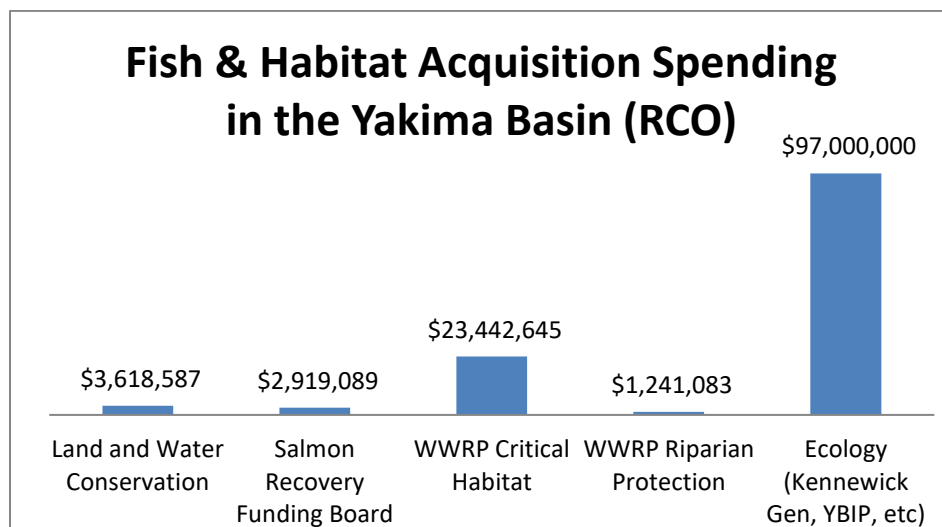 Fish & Habitat Acquisition Spending
in the Yakima Basin (RCO)
$97,000,000
$23,442,645
$3,618,587
$2,919,089
$1,241,083
Land and Water
Conservation
Salmon
Recovery
Funding Board
WWRP Critical
Habitat
WWRP Riparian
Protection
Ecology
(Kennewick
Gen, YBIP, etc)